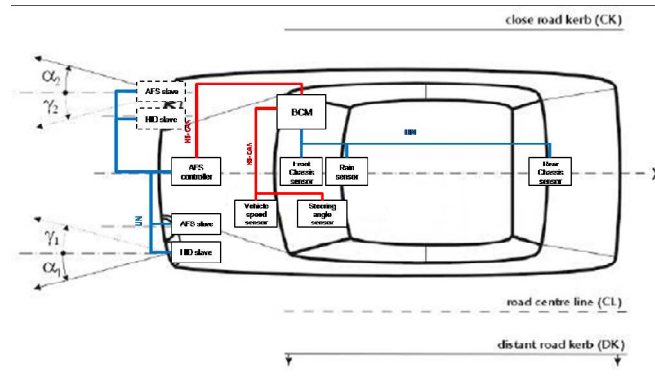 close road kerb (CK)
α2
γ2
AFS slave
HID slave
HS-CAN
BCM
HS-CAN
LIN
AFS
controller
Front
Chassis
sensor
Rain
sensor
Rear
Chassis
sensor
X
Vehicle
speed
sensor
Steering
angle
sensor
LIN
AFS slave
HID slave
γ1
α1
road centre line (CL)
distant road kerb (DK)